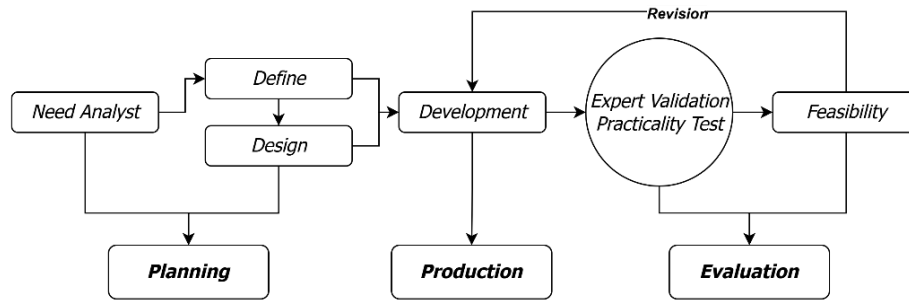 Revision
Define
Need Analyst
Development
Expert Validation
Practicality Test
Feasibility
Design
Planning
Production
Evaluation